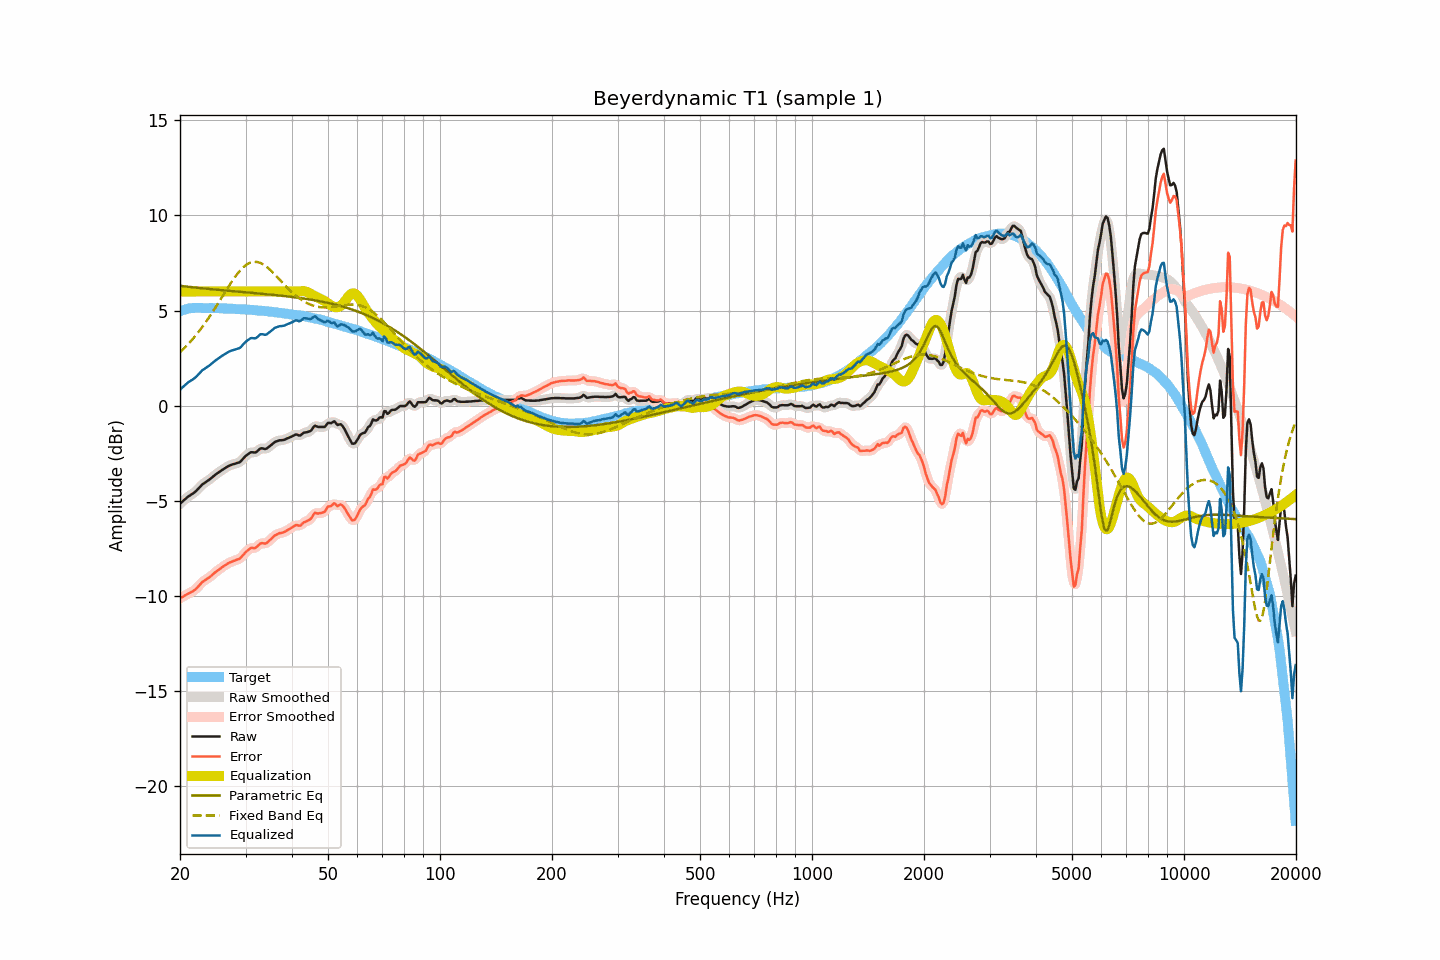 Beyerdynamic T1 (sample 1)
15
10
5
0
−5
−10
−15
−20
Amplitude (dBr)
Target
Raw Smoothed
Error Smoothed
Raw
Error
Equalization
Parametric Eq
Fixed Band Eq
Equalized
20 50 100 200 500 1000 2000 5000 10000 20000
Frequency (Hz)